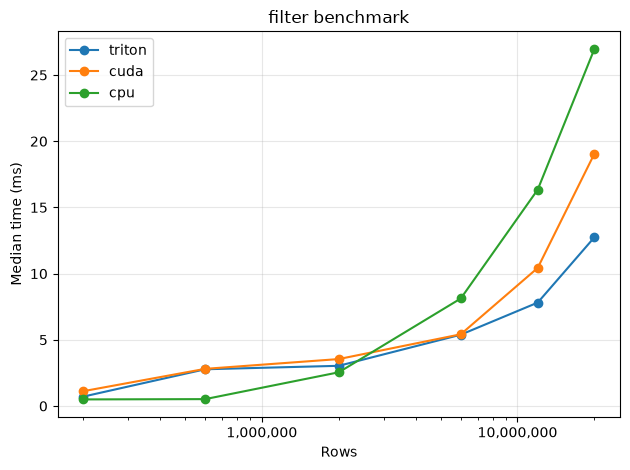 filter benchmark
triton
cuda
cpu
25
20
15
10
5
0
Median time (ms)
1,000,000
10,000,000
Rows